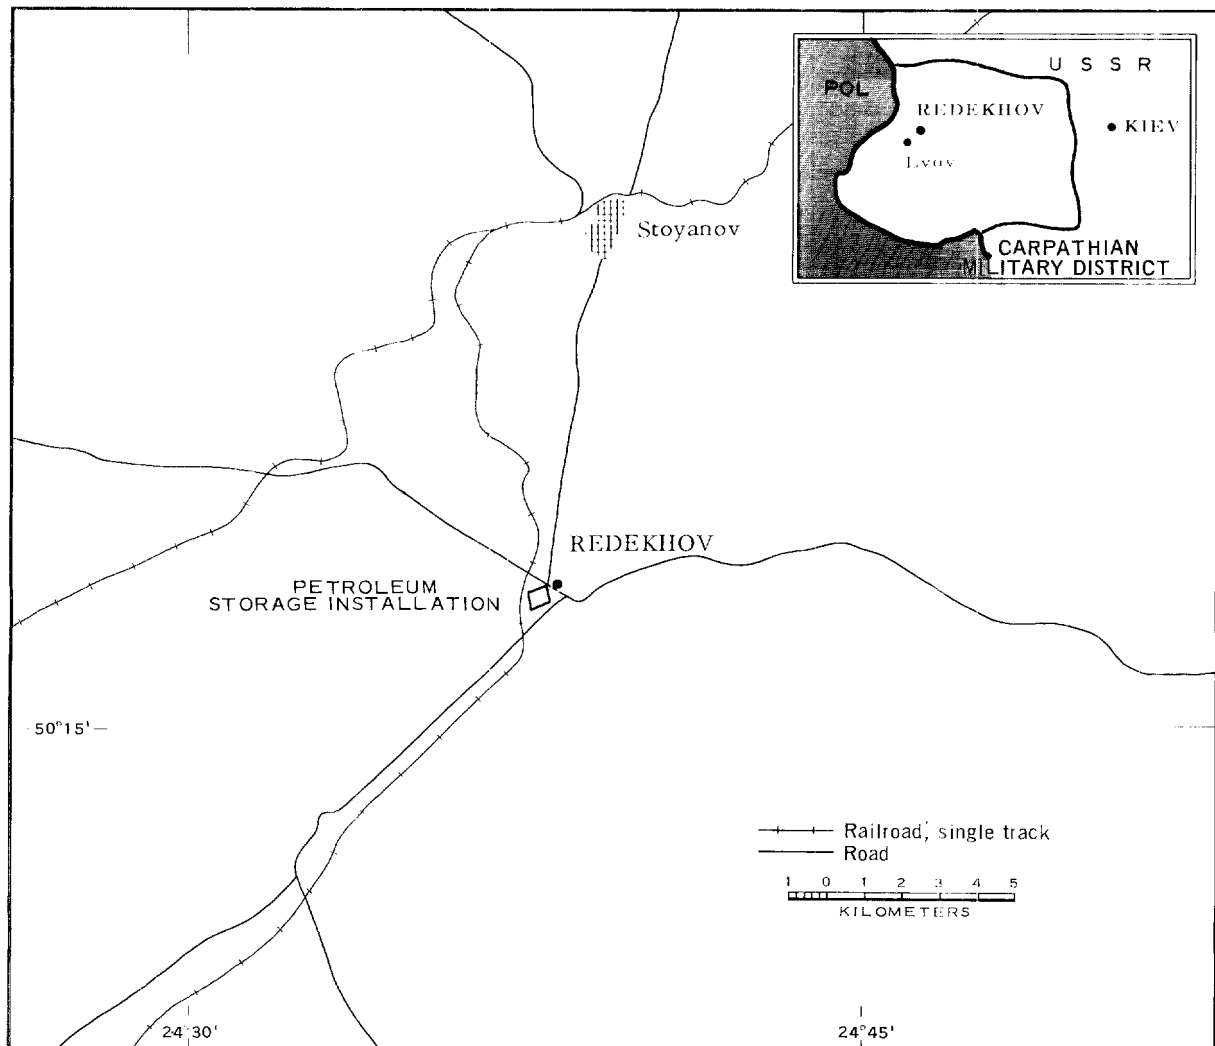 U S S R
POL
REDEKHOV
KIEV
Lvov
CARPATHIAN
MILITARY DISTRICT
Stoyanov
REDEKHOV
PETROLEUM
STORAGE INSTALLATION
50°15'
Railroad, single track
Road
1 0 1 2 3 4 5
KILOMETERS
24°30'
24°45'